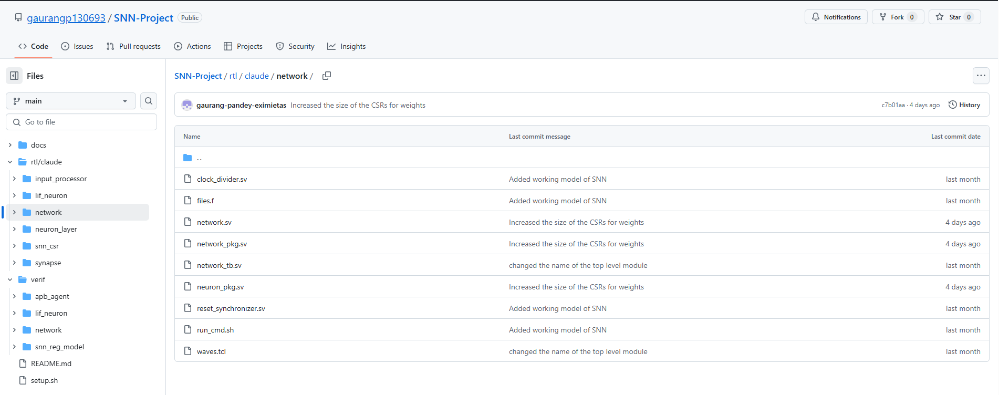 gaurangp130693 / SNN-Project Public
Notifications Fork 0 Star 0
Code Issues Pull requests Actions Projects Security Insights
Files
main
Go to file
docs
rtl/claude
input_processor
lif_neuron
network
neuron_layer
snn_csr
synapse
verif
apb_agent
lif_neuron
network
snn_reg_model
README.md
setup.sh
SNN-Project / rtl / claude / network /
gaurang-pandey-eximietas Increased the size of the CSRs for weights c7b01aa · 4 days ago History
Name Last commit message Last commit date
..
clock_divider.sv Added working model of SNN last month
files.f Added working model of SNN last month
network.sv Increased the size of the CSRs for weights 4 days ago
network_pkg.sv Increased the size of the CSRs for weights 4 days ago
network_tb.sv changed the name of the top level module last month
neuron_pkg.sv Increased the size of the CSRs for weights 4 days ago
reset_synchronizer.sv Added working model of SNN last month
run_cmd.sh Added working model of SNN last month
waves.tcl changed the name of the top level module last month